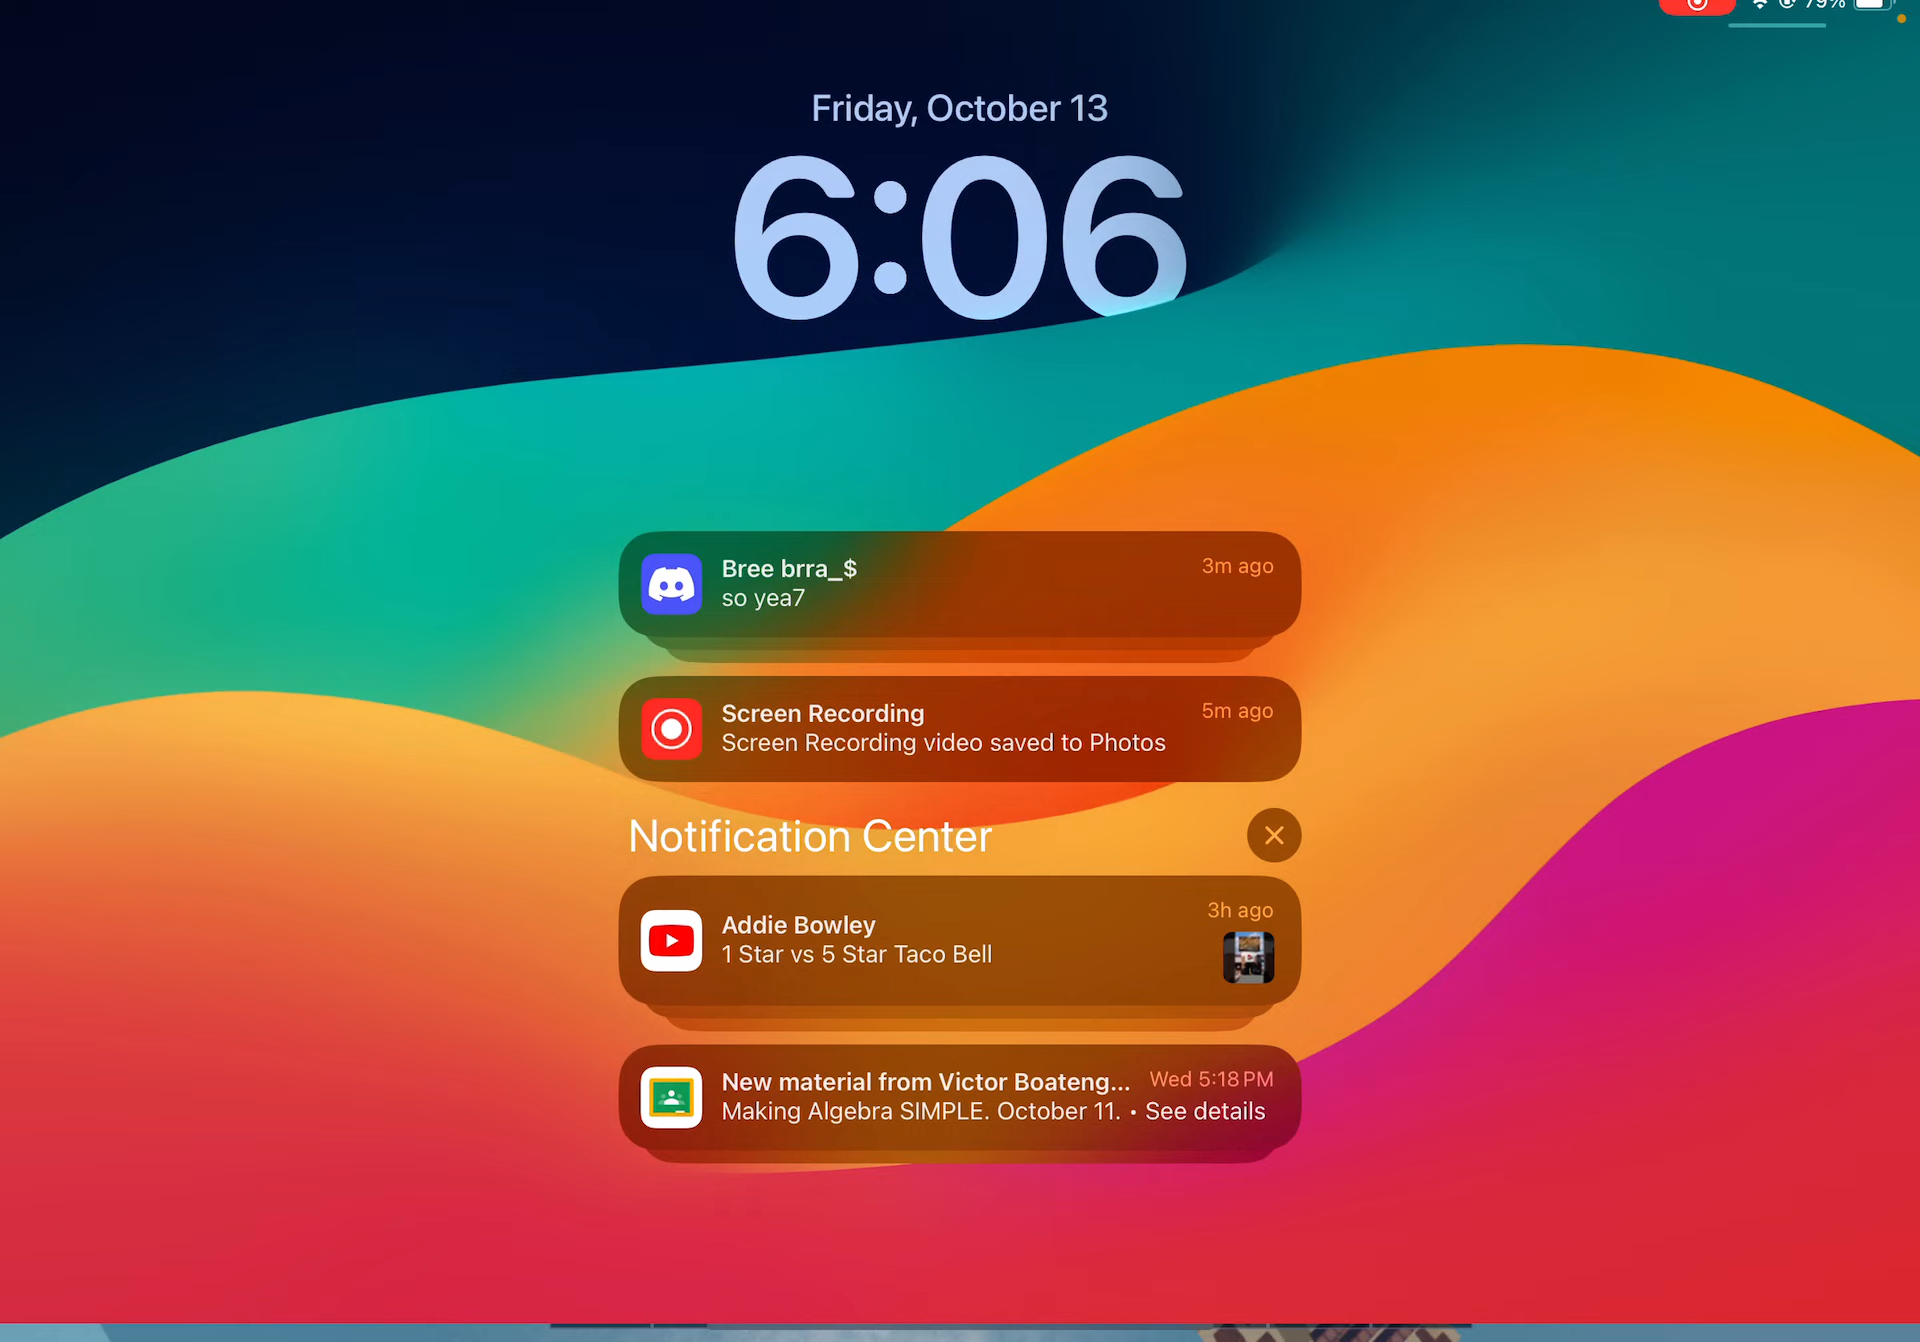 79%
Friday, October 13
6:06
Bree brra_$
3m ago
so yea7
Screen Recording
5m ago
Screen Recording video saved to Photos
Notification Center
Addie Bowley
3h ago
1 Star vs 5 Star Taco Bell
New material from Victor Boateng...
Wed 5:18 PM
Making Algebra SIMPLE. October 11. • See details